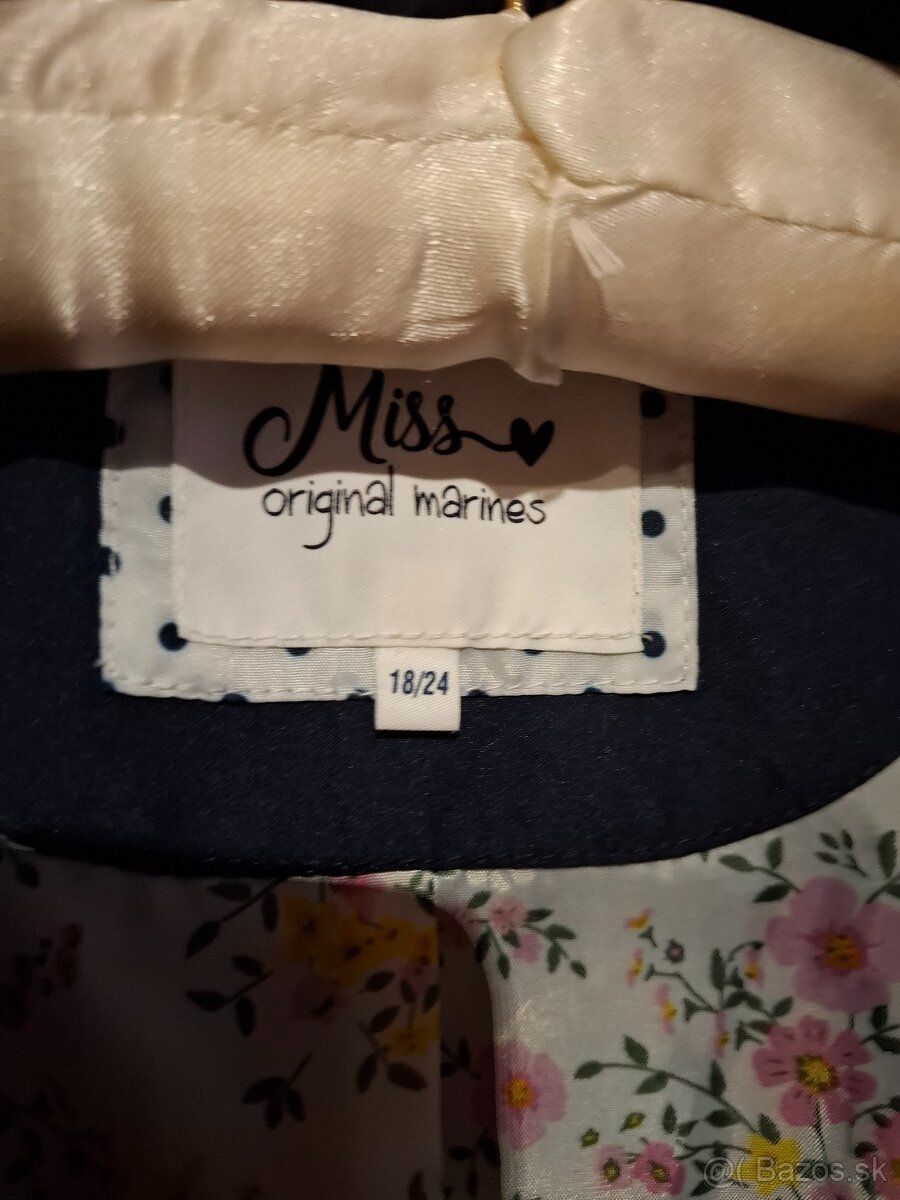 Miss
original marines
18/24
@( Bazos.sk